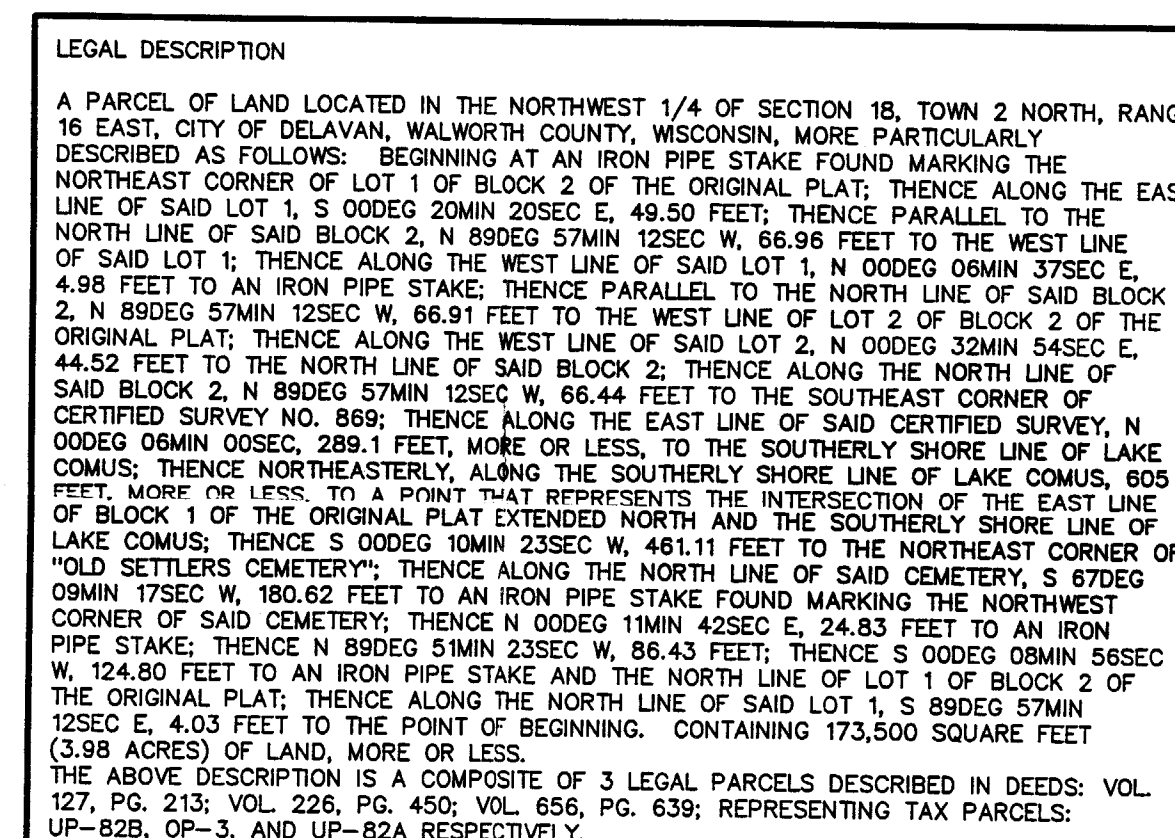 LEGAL DESCRIPTION
A PARCEL OF LAND LOCATED IN THE NORTHWEST 1/4 OF SECTION 18, TOWN 2 NORTH, RANG
16 EAST, CITY OF DELAVAN, WALWORTH COUNTY, WISCONSIN, MORE PARTICULARLY
DESCRIBED AS FOLLOWS: BEGINNING AT AN IRON PIPE STAKE FOUND MARKING THE
NORTHEAST CORNER OF LOT 1 OF BLOCK 2 OF THE ORIGINAL PLAT; THENCE ALONG THE EAS
LINE OF SAID LOT 1, S 00DEG 20MIN 20SEC E, 49.50 FEET; THENCE PARALLEL TO THE
NORTH LINE OF SAID BLOCK 2, N 89DEG 57MIN 12SEC W, 66.96 FEET TO THE WEST LINE
OF SAID LOT 1; THENCE ALONG THE WEST LINE OF SAID LOT 1, N 00DEG 06MIN 37SEC E,
4.98 FEET TO AN IRON PIPE STAKE; THENCE PARALLEL TO THE NORTH LINE OF SAID BLOCK
2, N 89DEG 57MIN 12SEC W, 66.91 FEET TO THE WEST LINE OF LOT 2 OF BLOCK 2 OF THE
ORIGINAL PLAT; THENCE ALONG THE WEST LINE OF SAID LOT 2, N 00DEG 32MIN 54SEC E,
44.52 FEET TO THE NORTH LINE OF SAID BLOCK 2; THENCE ALONG THE NORTH LINE OF
SAID BLOCK 2, N 89DEG 57MIN 12SEC W, 66.44 FEET TO THE SOUTHEAST CORNER OF
CERTIFIED SURVEY NO. 869; THENCE ALONG THE EAST LINE OF SAID CERTIFIED SURVEY, N
00DEG 06MIN 00SEC, 289.1 FEET, MORE OR LESS, TO THE SOUTHERLY SHORE LINE OF LAKE
COMUS; THENCE NORTHEASTERLY, ALONG THE SOUTHERLY SHORE LINE OF LAKE COMUS, 605
FEET, MORE OR LESS, TO A POINT THAT REPRESENTS THE INTERSECTION OF THE EAST LINE
OF BLOCK 1 OF THE ORIGINAL PLAT EXTENDED NORTH AND THE SOUTHERLY SHORE LINE OF
LAKE COMUS; THENCE S 00DEG 10MIN 23SEC W, 461.11 FEET TO THE NORTHEAST CORNER OF
"OLD SETTLERS CEMETERY"; THENCE ALONG THE NORTH LINE OF SAID CEMETERY, S 67DEG
09MIN 17SEC W, 180.62 FEET TO AN IRON PIPE STAKE FOUND MARKING THE NORTHWEST
CORNER OF SAID CEMETERY; THENCE N 00DEG 11MIN 42SEC E, 24.83 FEET TO AN IRON
PIPE STAKE; THENCE N 89DEG 51MIN 23SEC W, 86.43 FEET; THENCE S 00DEG 08MIN 56SEC
W, 124.80 FEET TO AN IRON PIPE STAKE AND THE NORTH LINE OF LOT 1 OF BLOCK 2 OF
THE ORIGINAL PLAT; THENCE ALONG THE NORTH LINE OF SAID LOT 1, S 89DEG 57MIN
12SEC E, 4.03 FEET TO THE POINT OF BEGINNING. CONTAINING 173,500 SQUARE FEET
(3.98 ACRES) OF LAND, MORE OR LESS.
THE ABOVE DESCRIPTION IS A COMPOSITE OF 3 LEGAL PARCELS DESCRIBED IN DEEDS: VOL.
127, PG. 213; VOL. 226, PG. 450; VOL. 656, PG. 639; REPRESENTING TAX PARCELS:
UP-82B, OP-3, AND UP-82A RESPECTIVELY.